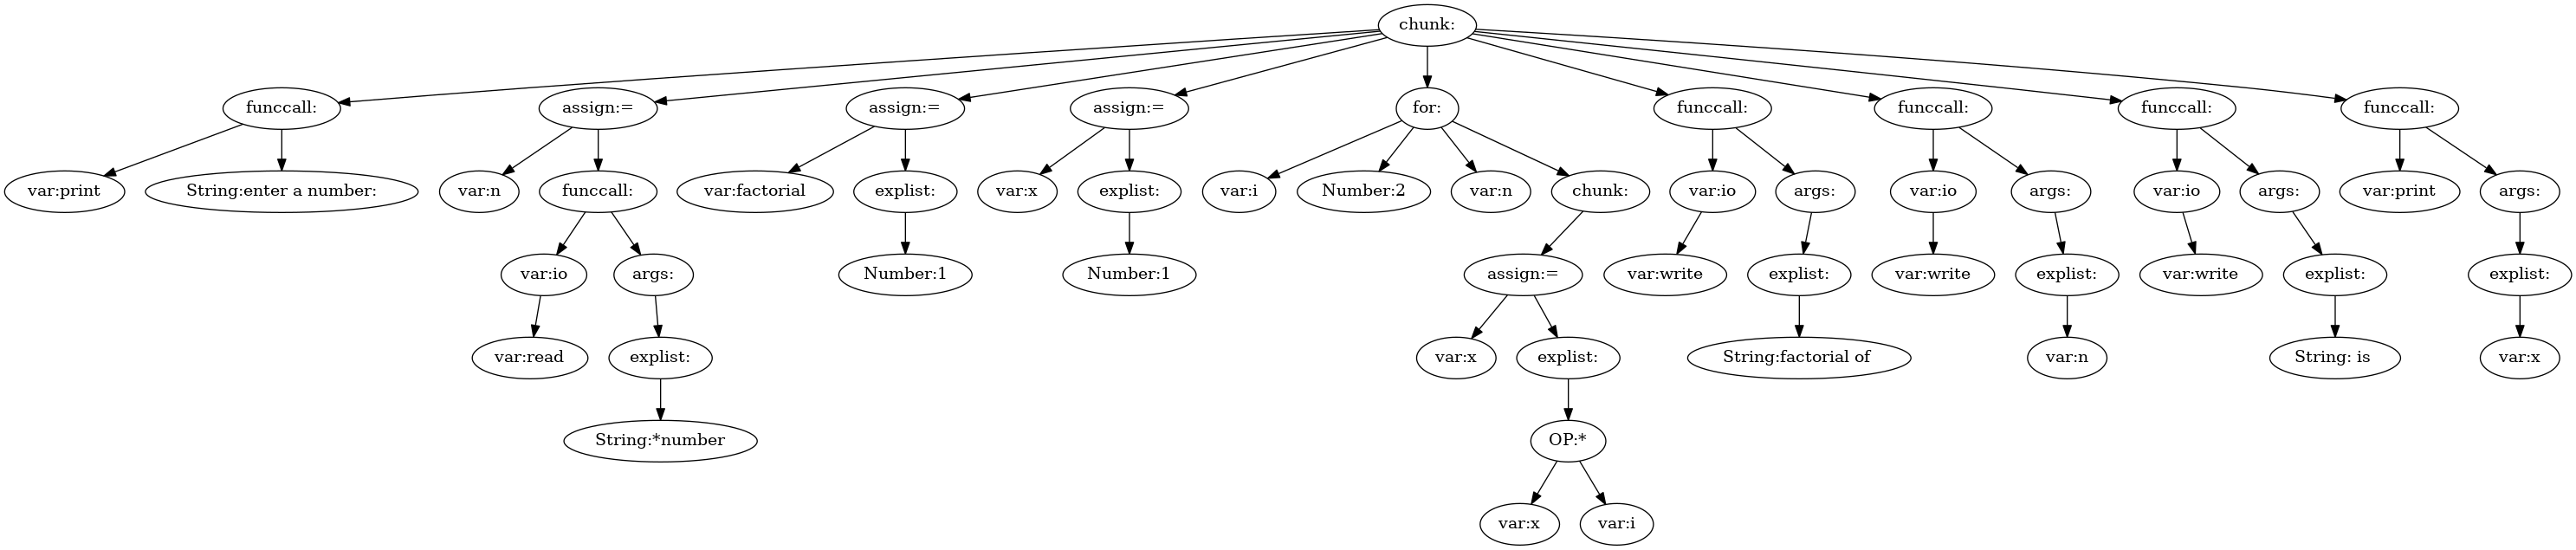 chunk:
funccall: assign:= assign:= assign:= for: funccall: funccall: funccall: funccall:
var:print String:enter a number: var:n funccall: var:factorial explist: var:x explist: var:i Number:2 var:n chunk: var:io args: var:io args: var:io args: var:print args:
var:io args: Number:1 Number:1 assign:= var:write explist: var:write explist: var:write explist: explist:
var:read explist: var:x explist: String:factorial of var:n String: is var:x
String:*number OP:*
var:x var:i